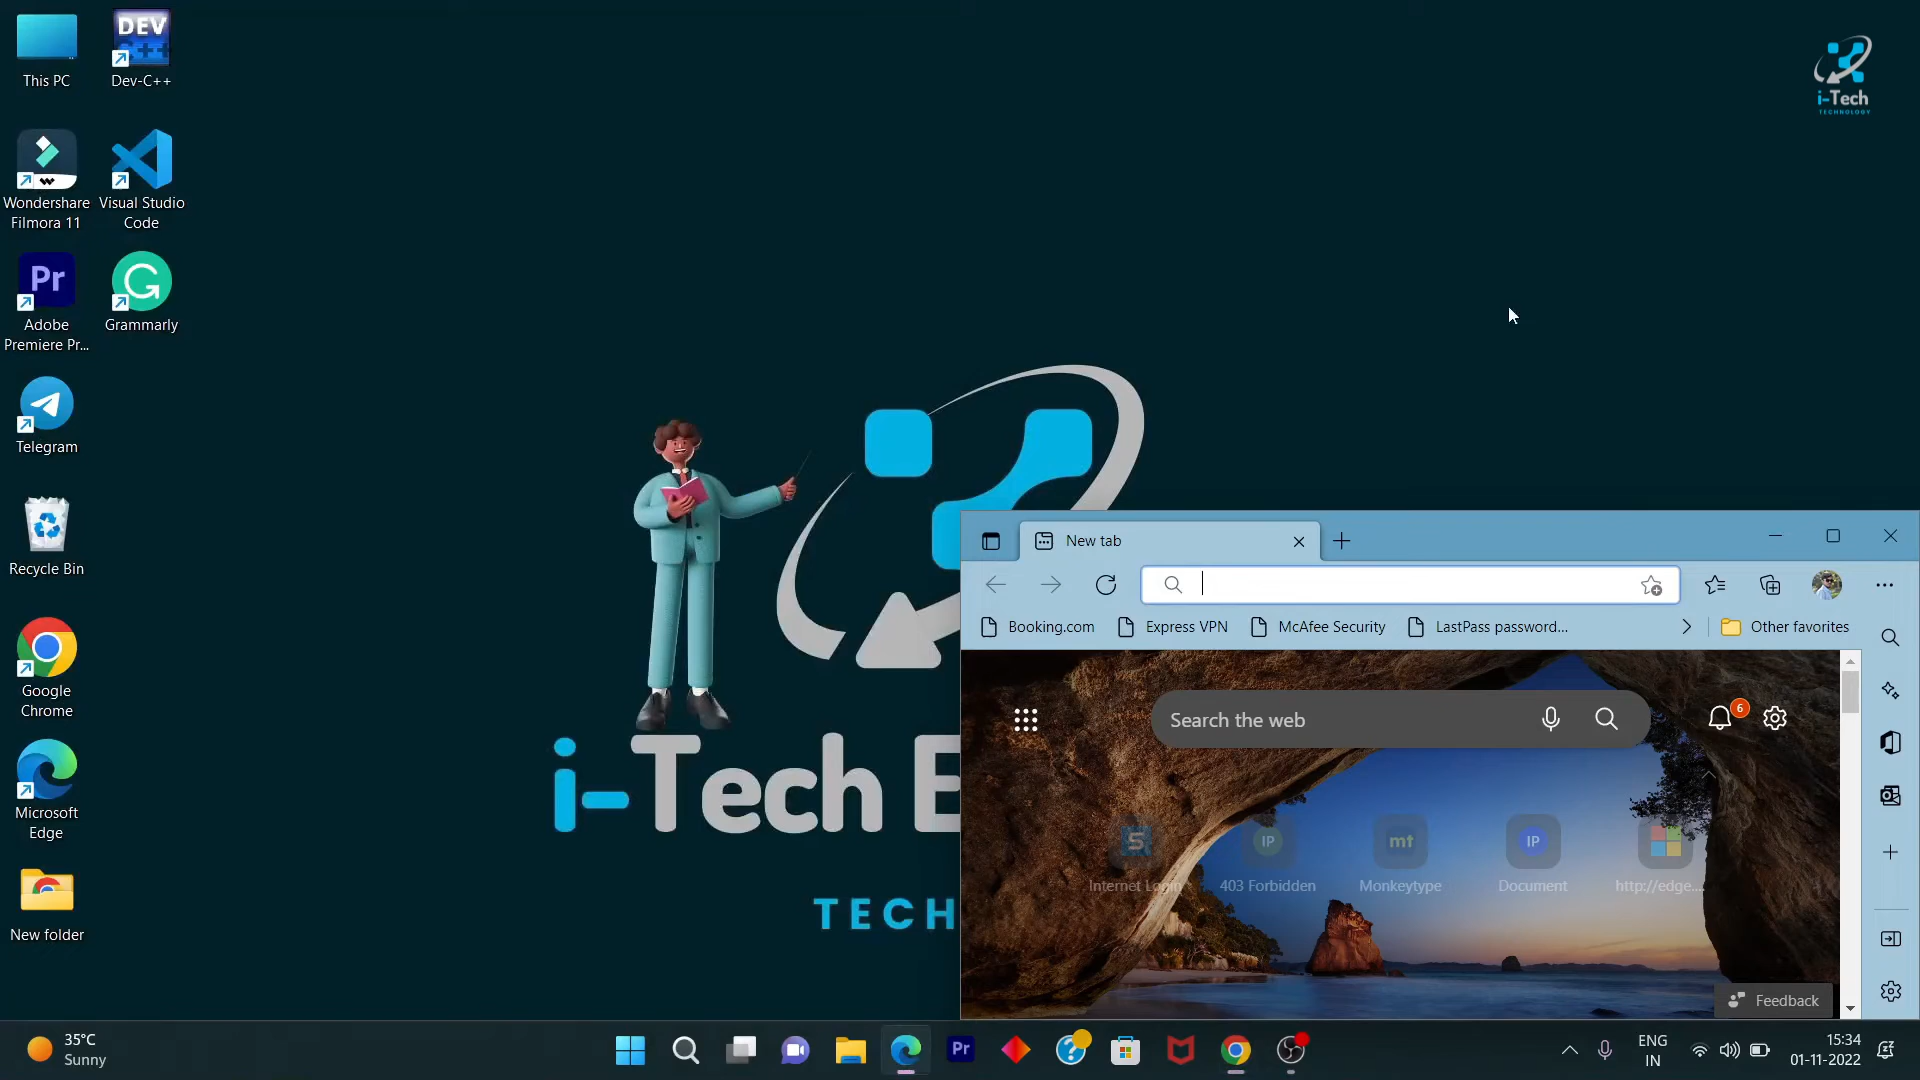 This PC
DEV
C++
Dev-C++
Wondershare
Filmora 11
Visual Studio
Code
Pr
Adobe
Premiere Pr...
G
Grammarly
Telegram
Recycle Bin
Google
Chrome
Microsoft
Edge
New folder
i-Tech
TECHNOLOGY
i-Tech E
TECH
New tab
Booking.com
Express VPN
McAfee Security
LastPass password...
Other favorites
Search the web
6
S
IP
mt
IP
Internet Login
403 Forbidden
Monkeytype
Document
http://edge....
Feedback
35°C
Sunny
Pr
ENG
IN
15:34
01-11-2022